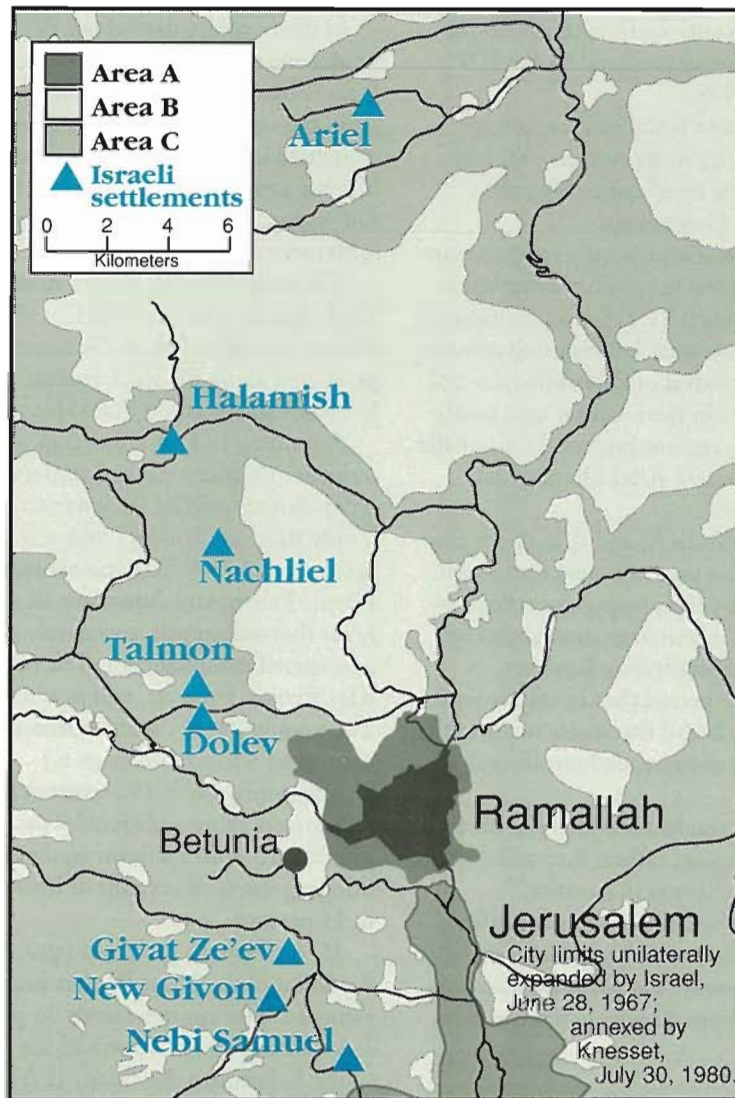 Area A
Area B
Area C
Israeli
settlements
0 2 4 6
Kilometers
Ariel
Halamish
Nachliel
Talmon
Dolev
Ramallah
Betunia
Jerusalem
City limits unilaterally
expanded by Israel,
June 28, 1967;
annexed by
Knesset,
July 30, 1980.
Givat Ze'ev
New Givon
Nebi Samuel